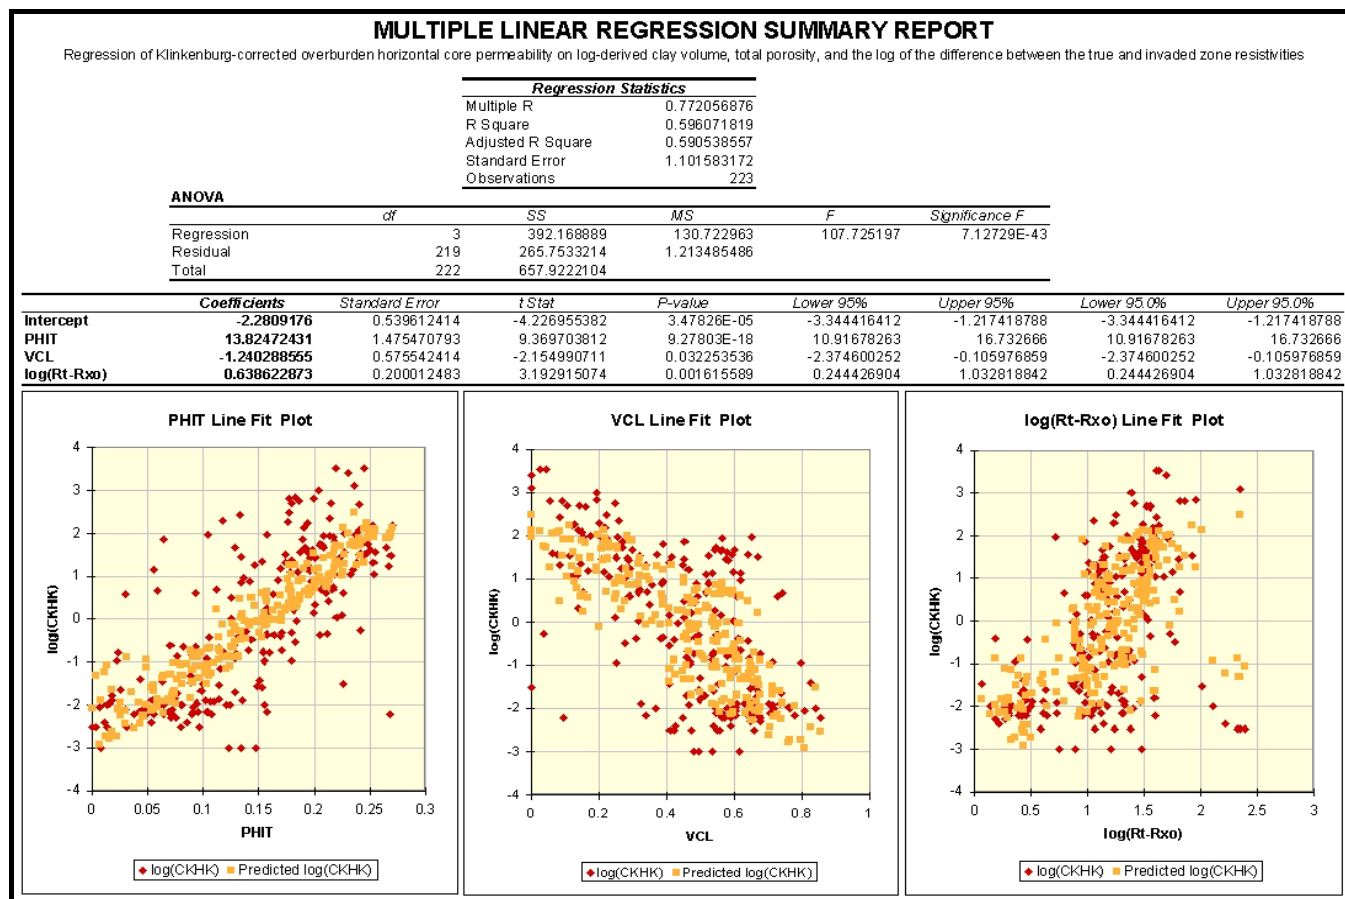 MULTIPLE LINEAR REGRESSION SUMMARY REPORT
Regression of Klinkenburg-corrected overburden horizontal core permeability on log-derived clay volume, total porosity, and the log of the difference between the true and invaded zone resistivities
Regression Statistics
Multiple R 0.772056876
R Square 0.596071819
Adjusted R Square 0.590538557
Standard Error 1.101583172
Observations 223
ANOVA
df SS MS F Significance F
Regression 3 392.168889 130.722963 107.725197 7.12729E-43
Residual 219 265.7533214 1.213485486
Total 222 657.9222104
Coefficients Standard Error t Stat P-value Lower 95% Upper 95% Lower 95.0% Upper 95.0%
Intercept -2.2809176 0.539612414 -4.226955382 3.47826E-05 -3.344416412 -1.217418788 -3.344416412 -1.217418788
PHIT 13.82472431 1.475470793 9.369703812 9.27803E-18 10.91678263 16.732666 10.91678263 16.732666
VCL -1.240288555 0.575542414 -2.154990711 0.032253536 -2.374600252 -0.105976859 -2.374600252 -0.105976859
log(Rt-Rxo) 0.638622873 0.200012483 3.192915074 0.001615589 0.244426904 1.032818842 0.244426904 1.032818842
PHIT Line Fit Plot
4
3
2
1
0
-1
-2
-3
-4
log(CKHK)
0 0.05 0.1 0.15 0.2 0.25 0.3
PHIT
log(CKHK) Predicted log(CKHK)
VCL Line Fit Plot
4
3
2
1
0
-1
-2
-3
-4
log(CKHK)
0 0.2 0.4 0.6 0.8 1
VCL
log(CKHK) Predicted log(CKHK)
log(Rt-Rxo) Line Fit Plot
4
3
2
1
0
-1
-2
-3
-4
log(CKHK)
0 0.5 1 1.5 2 2.5 3
log(Rt-Rxo)
log(CKHK) Predicted log(CKHK)